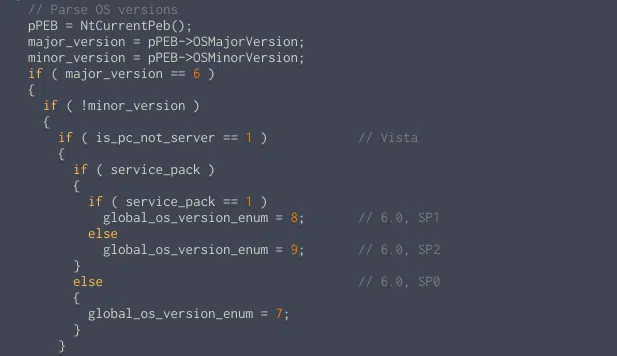 // Parse OS versions
pPEB = NtCurrentPeb();
major_version = pPEB->OSMajorVersion;
minor_version = pPEB->OSMinorVersion;
if ( major_version == 6 )
{
if ( !minor_version )
{
if ( is_pc_not_server == 1 ) // Vista
{
if ( service_pack )
{
if ( service_pack == 1 )
global_os_version_enum = 8; // 6.0, SP1
else
global_os_version_enum = 9; // 6.0, SP2
}
else // 6.0, SP0
{
global_os_version_enum = 7;
}
}